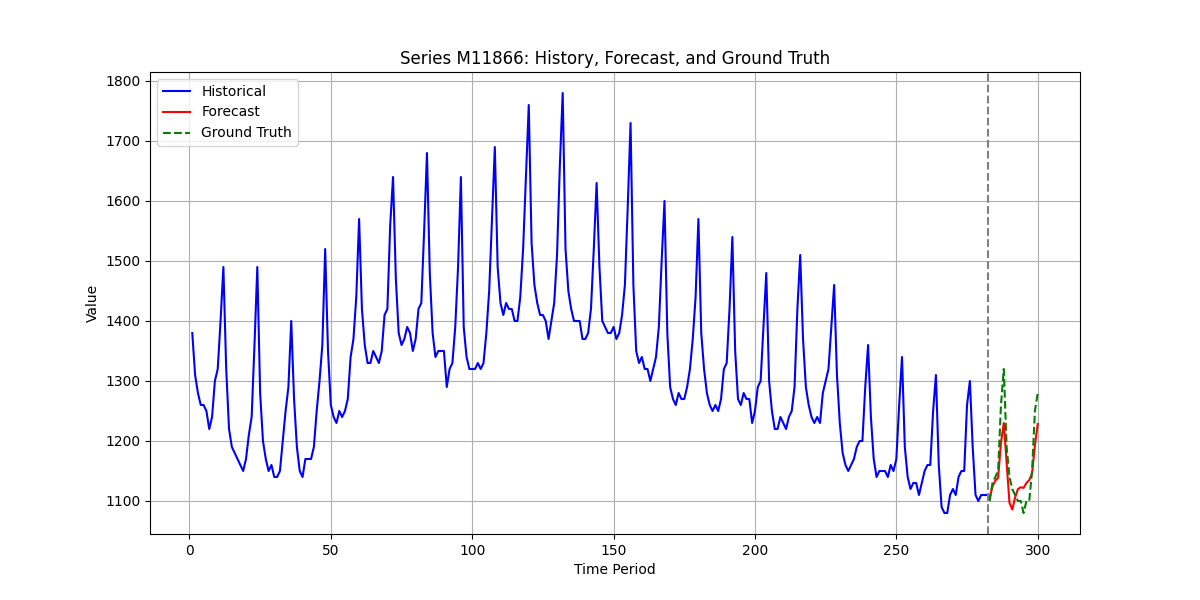 Series M11866: History, Forecast, and Ground Truth
Historical
Forecast
Ground Truth
Value
1800
1700
1600
1500
1400
1300
1200
1100
0 50 100 150 200 250 300
Time Period